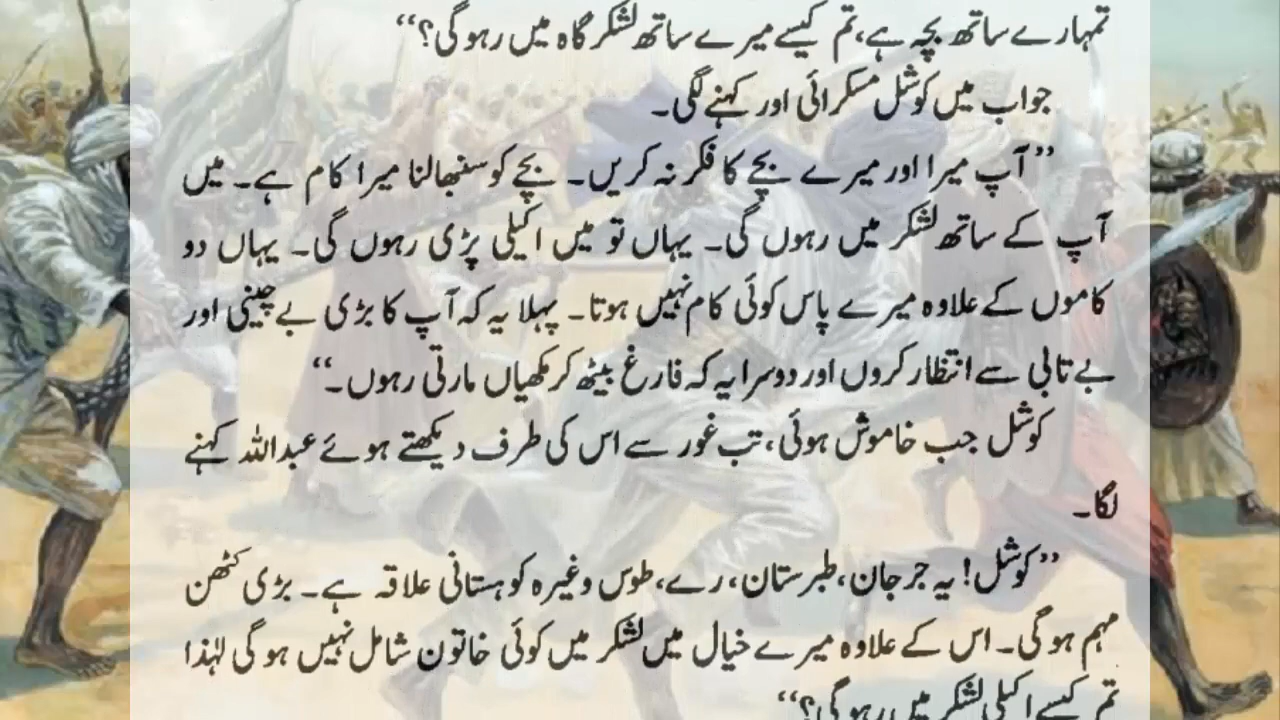 تمہارے ساتھ بچہ ہے، تم کیسے میرے ساتھ لشکر گاہ میں رہو گی؟‘‘
جواب میں کوشل مسکرائی اور کہنے لگی۔
’’آپ میرا اور میرے بچے کا فکر نہ کریں۔ بچے کو سنبھالنا میرا کام ہے۔ میں
آپ کے ساتھ لشکر میں رہوں گی۔ یہاں تو میں اکیلی پڑی رہوں گی۔ یہاں دو
کاموں کے علاوہ میرے پاس کوئی کام نہیں ہوتا۔ پہلا یہ کہ آپ کا بڑی بے چینی اور
بے تابی سے انتظار کروں اور دوسرا یہ کہ فارغ بیٹھ کر مکھیاں مارتی رہوں۔‘‘
کوشل جب خاموش ہوئی، تب غور سے اس کی طرف دیکھتے ہوئے عبداللہ کہنے
لگا۔
’’کوشل! یہ جرجان، طبرستان، رے، طوس وغیرہ کوہستانی علاقہ ہے۔ بڑی کٹھن
مہم ہو گی۔ اس کے علاوہ میرے خیال میں لشکر میں کوئی خاتون شامل نہیں ہو گی لہٰذا
تم کیسے اکیلی لشکر میں رہو گی؟‘‘